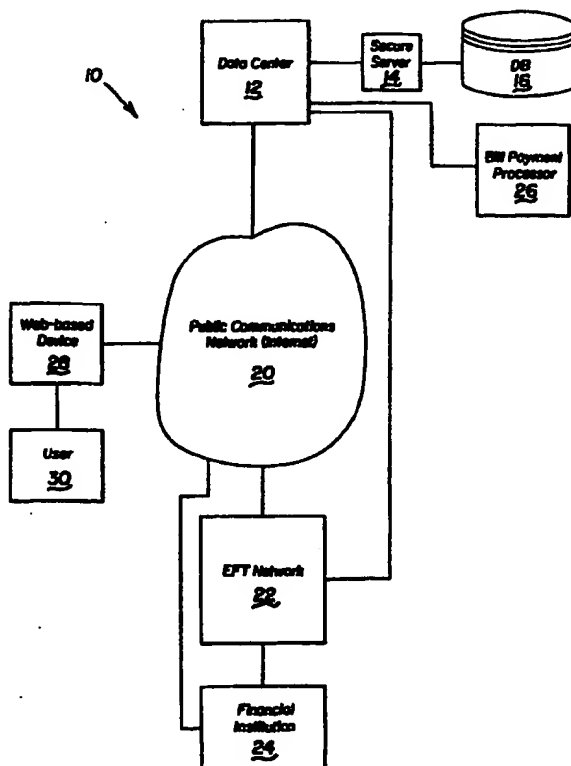 10
Data Center
12
Secure
Server
14
DB
16
Bill Payment
Processor
26
Public Communications
Network (Internet)
20
Web-based
Device
28
User
30
EFT Network
22
Financial
Institution
24